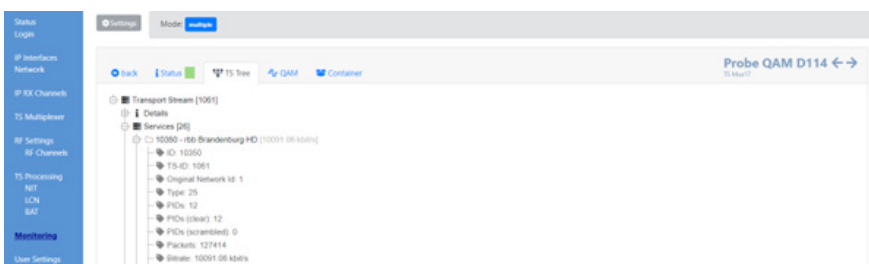 Status
Login
IP Interfaces
Network
IP RX Channels
TS Multiplexer
RF Settings
RF Channels
TS Processing
NIT
LCN
BAT
Monitoring
User Settings
Settings
Mode: multiple
back
Status
TS Tree
QAM
Container
Probe QAM D114
TS Mux17
Transport Stream [1061]
Details
Services [26]
10350 - rbb Brandenburg HD [10091.06 kbit/s]
ID: 10350
TS-ID: 1061
Original Network Id: 1
Type: 25
PIDs: 12
PIDs (clear): 12
PIDs (scrambled): 0
Packets: 127414
Bitrate: 10091.06 kbit/s